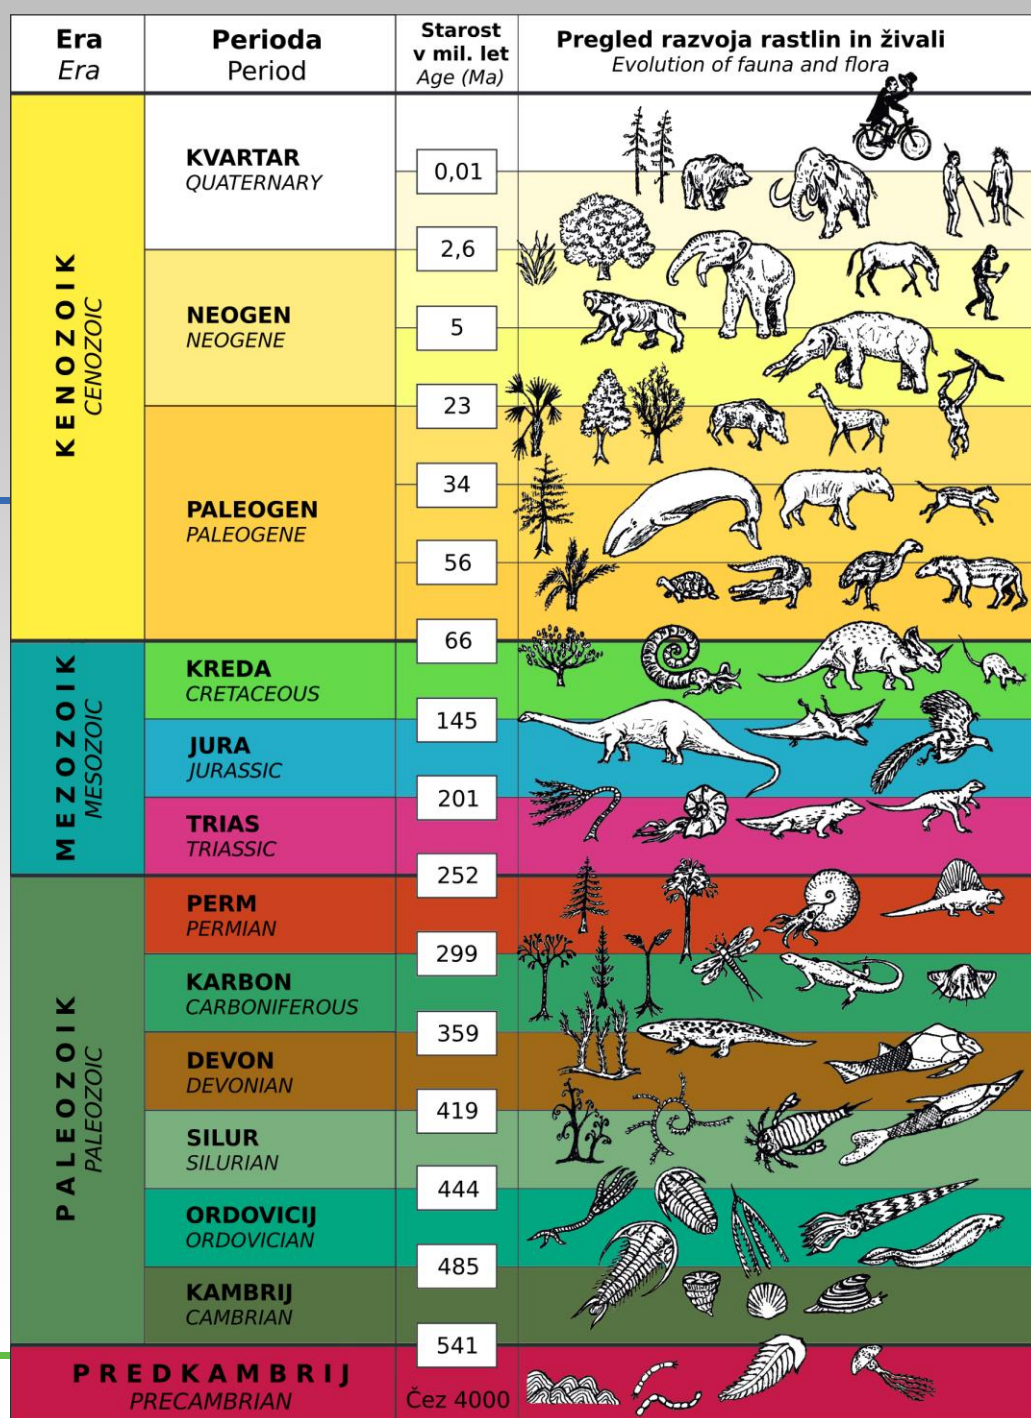 Era
Era
Perioda
Period
Starost
v mil. let
Age (Ma)
Pregled razvoja rastlin in živali
Evolution of fauna and flora
KENOZOIK
CENOZOIC
KVARTAR
QUATERNARY
0,01
2,6
NEOGEN
NEOGENE
5
23
PALEOGEN
PALEOGENE
34
56
66
MEZOZOIK
MESOZOIC
KREDA
CRETACEOUS
145
JURA
JURASSIC
201
TRIAS
TRIASSIC
252
PALEOZOIK
PALEOZOIC
PERM
PERMIAN
299
KARBON
CARBONIFEROUS
359
DEVON
DEVONIAN
419
SILUR
SILURIAN
444
ORDOVICIJ
ORDOVICIAN
485
KAMBRIJ
CAMBRIAN
541
PREDKAMBRIJ
PRECAMBRIAN
Čez 4000